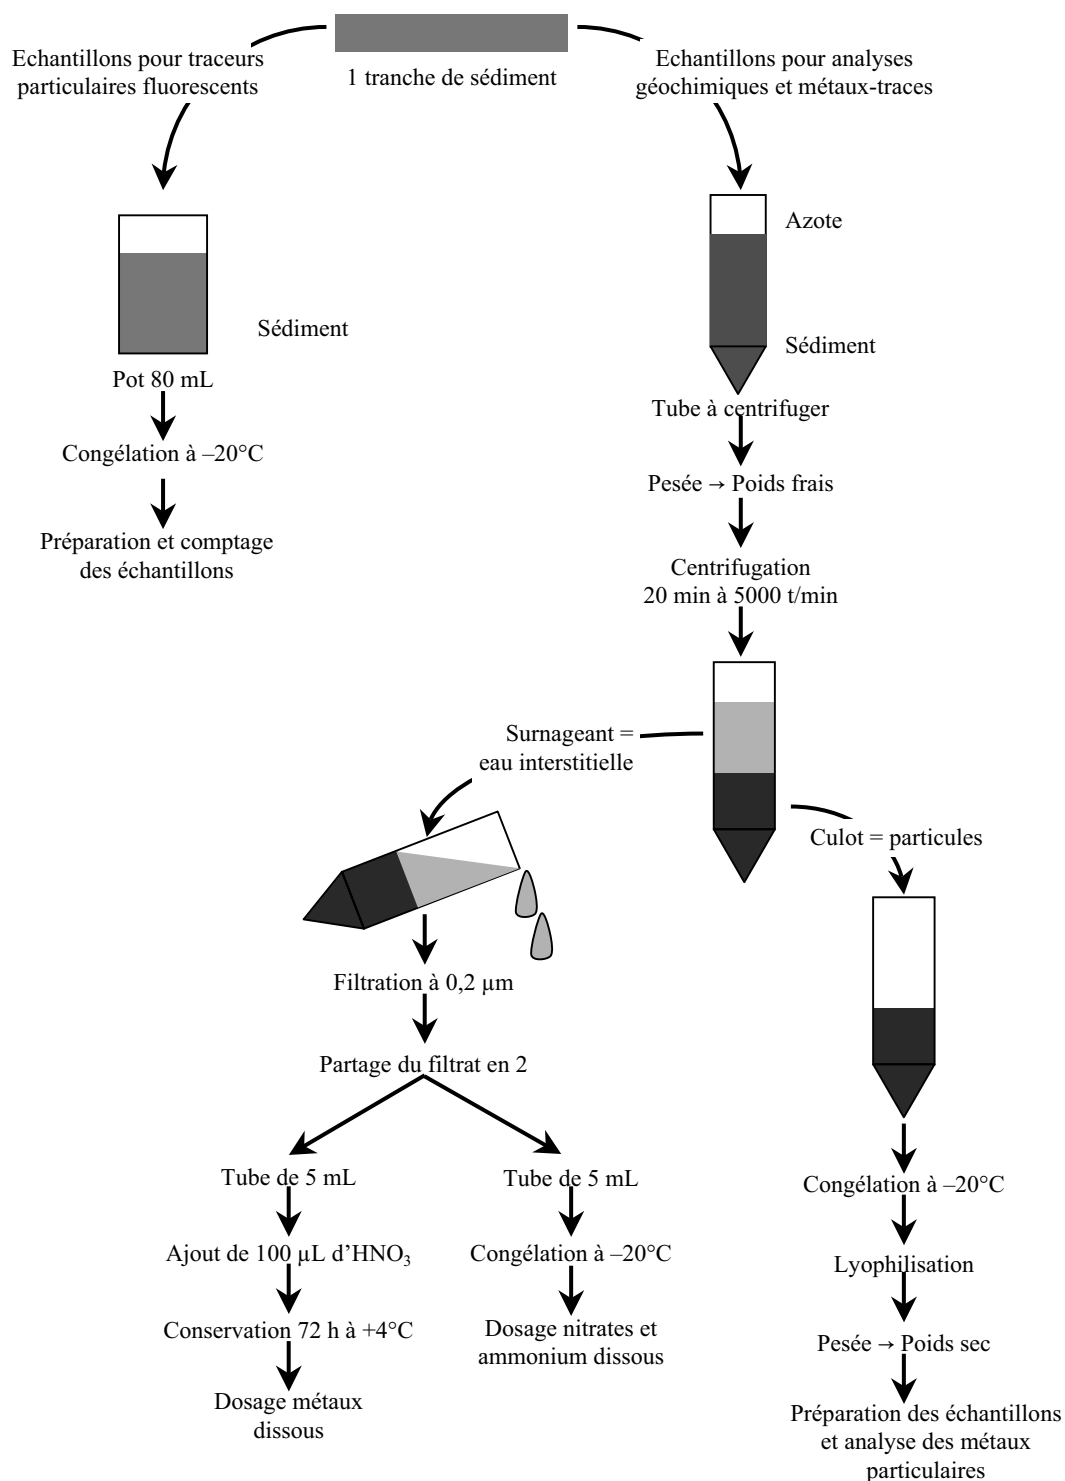 Echantillons pour traceurs
particulaires fluorescents
1 tranche de sédiment
Echantillons pour analyses
géochimiques et métaux-traces
Azote
Sédiment
Sédiment
Pot 80 mL
Tube à centrifuger
Congélation à –20°C
Pesée → Poids frais
Préparation et comptage
des échantillons
Centrifugation
20 min à 5000 t/min
Surnageant =
eau interstitielle
Culot = particules
Filtration à 0,2 µm
Partage du filtrat en 2
Tube de 5 mL
Tube de 5 mL
Congélation à –20°C
Ajout de 100 µL d’HNO₃
Congélation à –20°C
Lyophilisation
Conservation 72 h à +4°C
Dosage nitrates et
ammonium dissous
Pesée → Poids sec
Dosage métaux
dissous
Préparation des échantillons
et analyse des métaux
particulaires